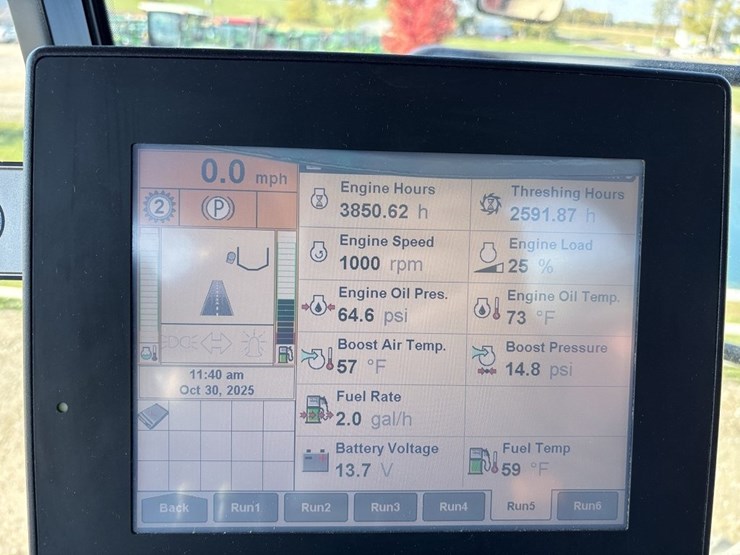 0.0 mph
2 P
Engine Hours
3850.62 h
Threshing Hours
2591.87 h
Engine Speed
1000 rpm
Engine Load
25 %
Engine Oil Pres.
64.6 psi
Engine Oil Temp.
73 °F
Boost Air Temp.
57 °F
Boost Pressure
14.8 psi
Fuel Rate
2.0 gal/h
Battery Voltage
13.7 V
Fuel Temp
59 °F
11:40 am
Oct 30, 2025
Back Run1 Run2 Run3 Run4 Run5 Run6